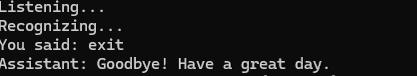 Listening...
Recognizing...
You said: exit
Assistant: Goodbye! Have a great day.